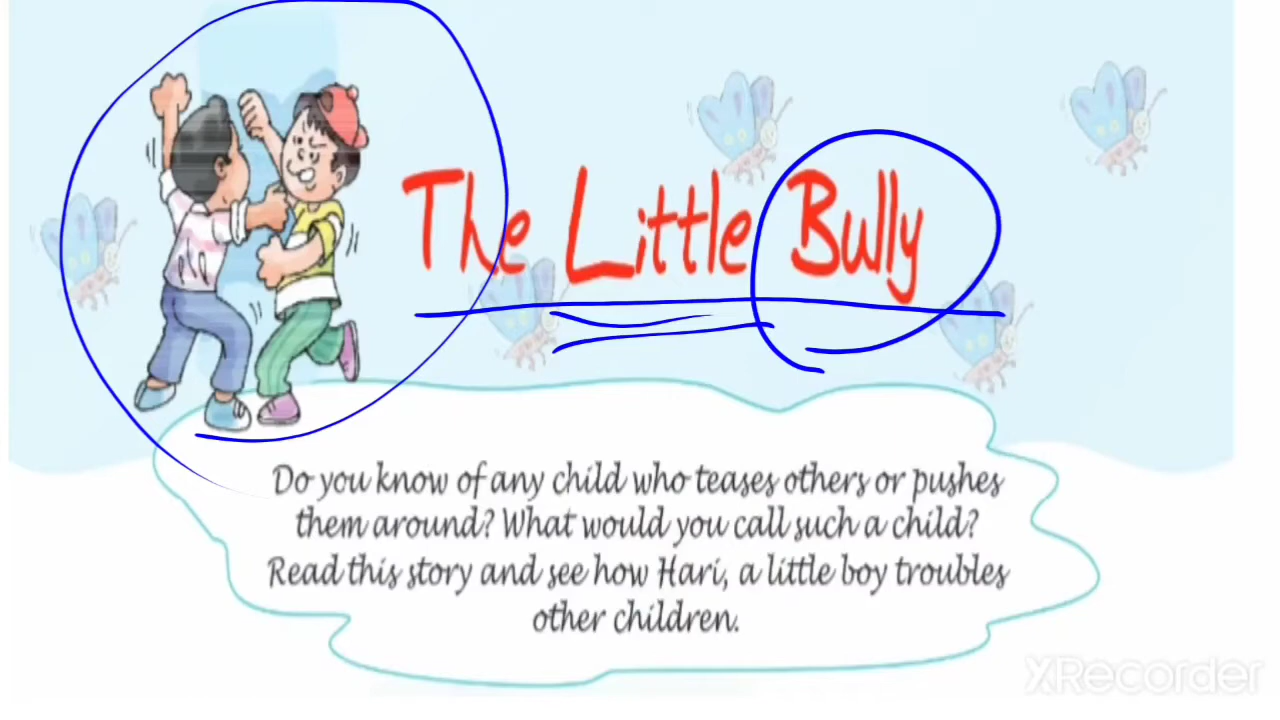 The Little Bully
Do you know of any child who teases others or pushes
them around? What would you call such a child?
Read this story and see how Hari, a little boy troubles
other children.
XRecorder